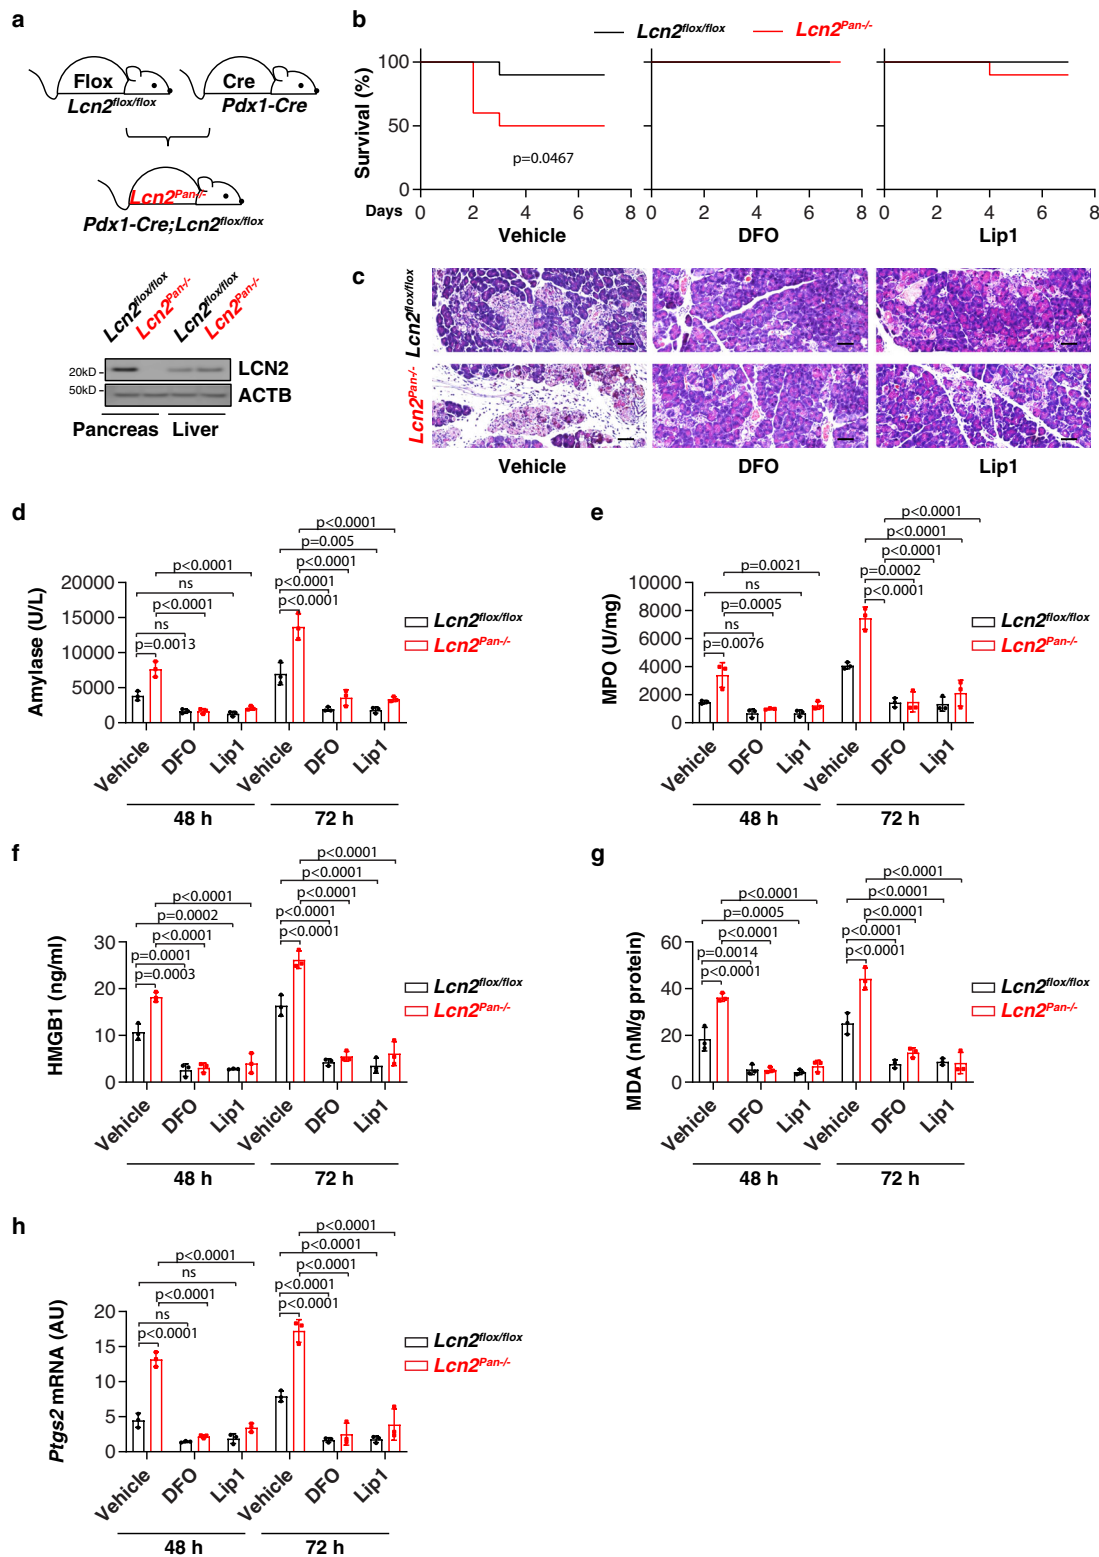 a
Flox
Cre
Lcn2flox/flox
Pdx1-Cre
Lcn2Pan-/-
Pdx1-Cre;Lcn2flox/flox
Lcn2flox/flox
Lcn2Pan-/-
Lcn2flox/flox
Lcn2Pan-/-
20kD
LCN2
50kD
ACTB
Pancreas
Liver
b
Lcn2flox/flox
Lcn2Pan-/-
Survival (%)
100
50
0
p=0.0467
Days
0 2 4 6 8
0 2 4 6 8
0 2 4 6 8
Vehicle
DFO
Lip1
c
Lcn2flox/flox
Lcn2Pan-/-
Vehicle
DFO
Lip1
d
p<0.0001
p=0.005
p<0.0001
p<0.0001
p<0.0001
p<0.0001
ns
p<0.0001
ns
p=0.0013
Amylase (U/L)
20000
15000
10000
5000
0
Lcn2flox/flox
Lcn2Pan-/-
Vehicle
DFO
Lip1
Vehicle
DFO
Lip1
48 h
72 h
e
p<0.0001
p<0.0001
p<0.0001
p=0.0002
p<0.0001
p=0.0021
ns
p=0.0005
ns
p=0.0076
MPO (U/mg)
10000
8000
6000
4000
2000
0
Lcn2flox/flox
Lcn2Pan-/-
Vehicle
DFO
Lip1
Vehicle
DFO
Lip1
48 h
72 h
f
p<0.0001
p<0.0001
p<0.0001
p<0.0001
p<0.0001
p<0.0001
p=0.0002
p<0.0001
p=0.0001
p=0.0003
HMGB1 (ng/ml)
30
20
10
0
Lcn2flox/flox
Lcn2Pan-/-
Vehicle
DFO
Lip1
Vehicle
DFO
Lip1
48 h
72 h
g
p<0.0001
p<0.0001
p<0.0001
p<0.0001
p<0.0001
p<0.0001
p=0.0005
p<0.0001
p=0.0014
p<0.0001
MDA (nM/g protein)
60
40
20
0
Lcn2flox/flox
Lcn2Pan-/-
Vehicle
DFO
Lip1
Vehicle
DFO
Lip1
48 h
72 h
h
p<0.0001
p<0.0001
p<0.0001
p<0.0001
p<0.0001
p<0.0001
ns
p<0.0001
ns
p<0.0001
Ptgs2 mRNA (AU)
20
15
10
5
0
Lcn2flox/flox
Lcn2Pan-/-
Vehicle
DFO
Lip1
Vehicle
DFO
Lip1
48 h
72 h